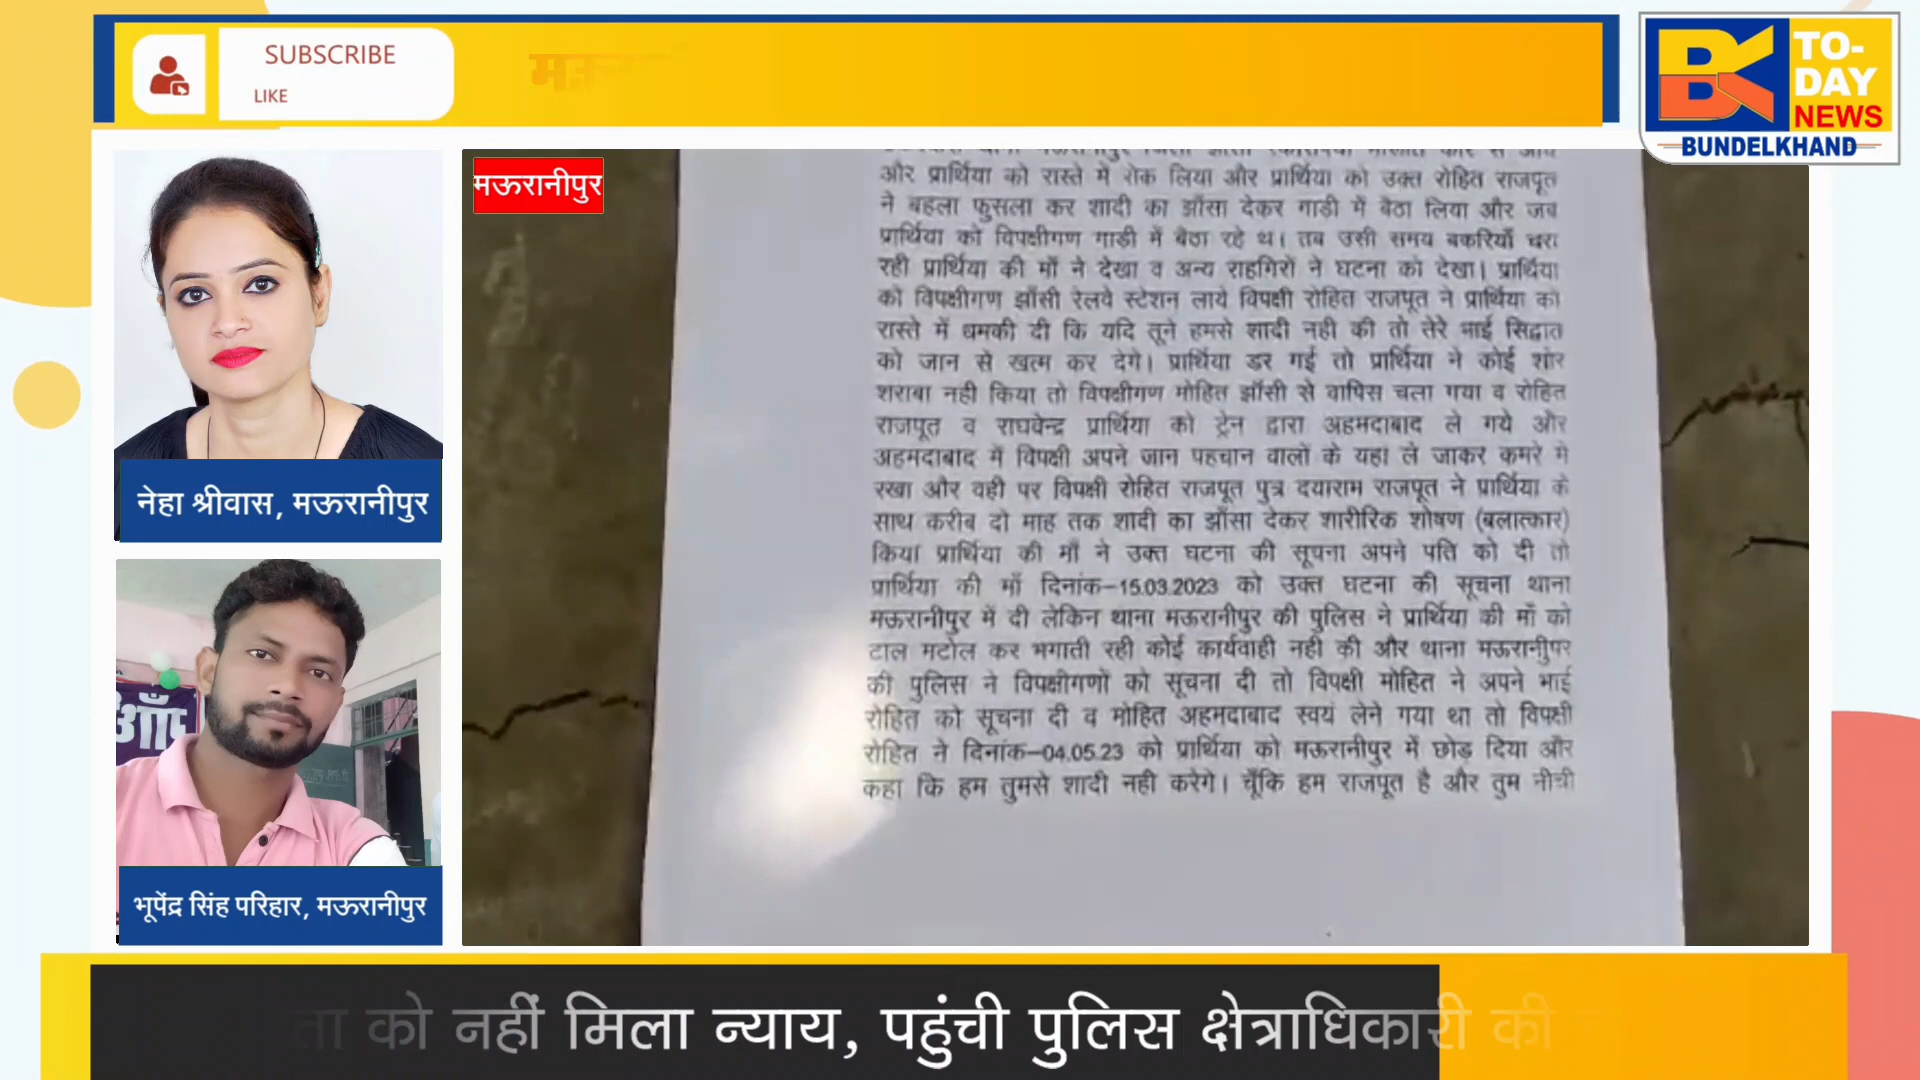 SUBSCRIBE
LIKE
TO-
DAY
NEWS
BUNDELKHAND
मऊरानीपुर
और प्रार्थिया को रास्ते में रोक लिया और प्रार्थिया को उक्त रोहित राजपूत
ने बहला फुसला कर शादी का झाँसा देकर गाडी में बैठा लिया और जब
प्रार्थिया को विपक्षीगण गाडी में बैठा रहे थे। तब उसी समय बकरियाँ चरा
रही प्रार्थिया की माँ ने देखा व अन्य राहगिरों ने घटना को देखा। प्रार्थिया
को विपक्षीगण झाँसी रेलवे स्टेशन लाये विपक्षी रोहित राजपूत ने प्रार्थिया को
रास्ते में धमकी दी कि यदि तूने हमसे शादी नही की तो तेरे भाई सिद्वात
को जान से खत्म कर देगे। प्रार्थिया डर गई तो प्रार्थिया ने कोई शोर
शराबा नही किया तो विपक्षीगण मोहित झाँसी से वापिस चला गया व रोहित
राजपूत व राघवेन्द्र प्रार्थिया को ट्रेन द्वारा अहमदाबाद ले गये और
अहमदाबाद में विपक्षी अपने जान पहचान वालों के यहा ले जाकर कमरे मे
रखा और वही पर विपक्षी रोहित राजपूत पुत्र दयाराम राजपूत ने प्रार्थिया के
साथ करीब दो माह तक शादी का झाँसा देकर शारीरिक शोषण (बलात्कार)
किया प्रार्थिया की माँ ने उक्त घटना की सूचना अपने पति को दी तो
प्रार्थिया की माँ दिनांक-15.03.2023 को उक्त घटना की सूचना थाना
मऊरानीपुर में दी लेकिन थाना मऊरानीपुर की पुलिस ने प्रार्थिया की माँ को
टाल मटोल कर भगाती रही कोई कार्यवाही नही की और थाना मऊरानीुपर
की पुलिस ने विपक्षीगणों को सूचना दी तो विपक्षी मोहित ने अपने भाई
रोहित को सूचना दी व मोहित अहमदाबाद स्वयं लेने गया था तो विपक्षी
रोहित ने दिनांक-04.05.23 को प्रार्थिया को मऊरानीपुर में छोड दिया और
कहा कि हम तुमसे शादी नही करेगे। चूँकि हम राजपूत है और तुम नीची
नेहा श्रीवास, मऊरानीपुर
भूपेंद्र सिंह परिहार, मऊरानीपुर
को नहीं मिला न्याय, पहुंची पुलिस क्षेत्राधिकारी की